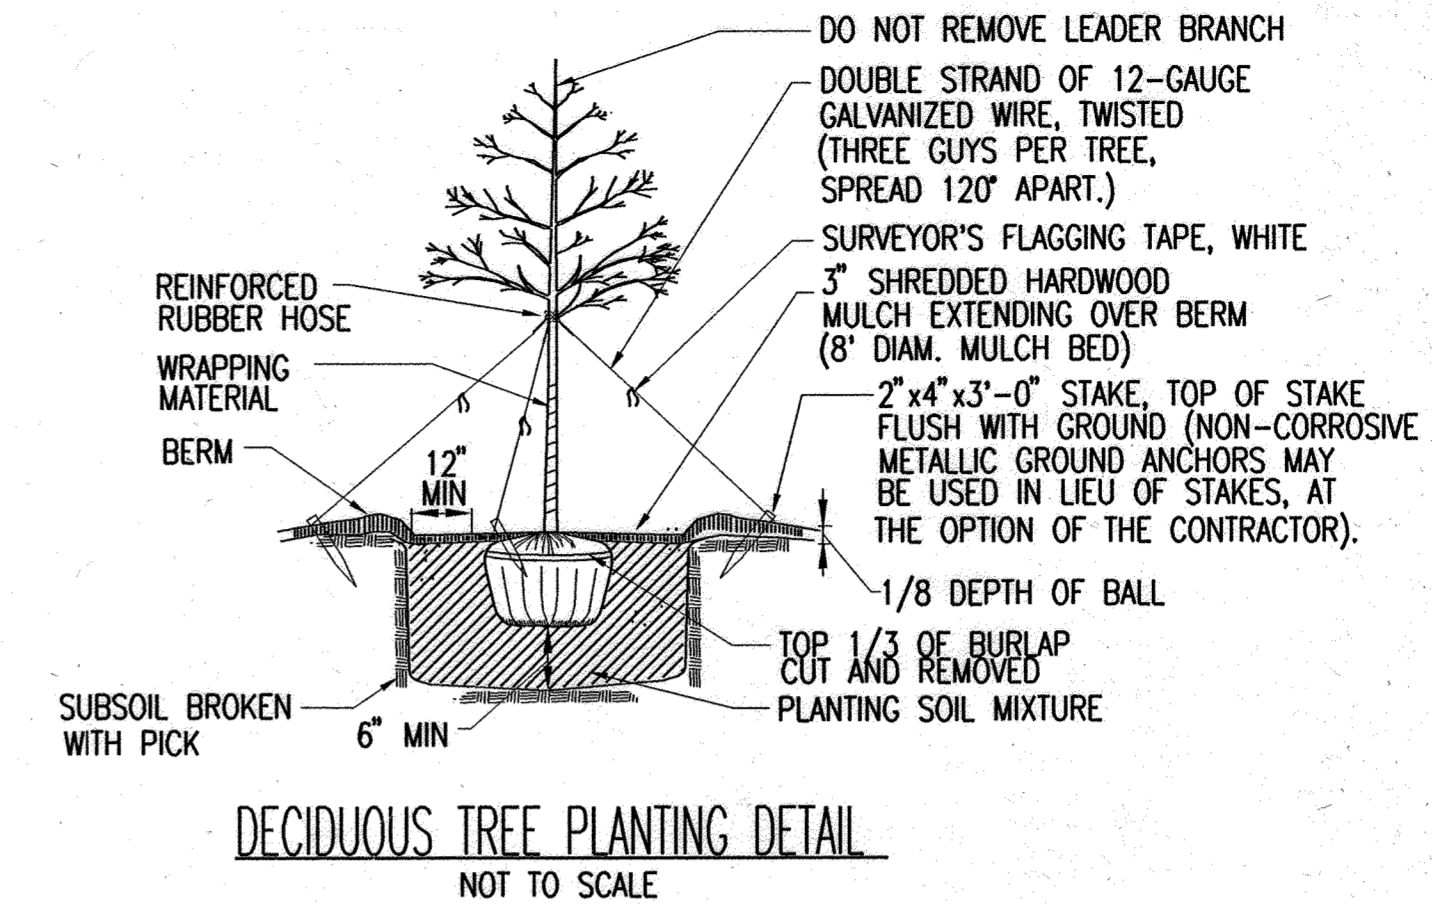 DO NOT REMOVE LEADER BRANCH
DOUBLE STRAND OF 12-GAUGE
GALVANIZED WIRE, TWISTED
(THREE GUYS PER TREE,
SPREAD 120° APART.)
SURVEYOR'S FLAGGING TAPE, WHITE
3" SHREDDED HARDWOOD
MULCH EXTENDING OVER BERM
(8' DIAM. MULCH BED)
2"x4"x3'-0" STAKE, TOP OF STAKE
FLUSH WITH GROUND (NON-CORROSIVE
METALLIC GROUND ANCHORS MAY
BE USED IN LIEU OF STAKES, AT
THE OPTION OF THE CONTRACTOR).
1/8 DEPTH OF BALL
TOP 1/3 OF BURLAP
CUT AND REMOVED
PLANTING SOIL MIXTURE
REINFORCED
RUBBER HOSE
WRAPPING
MATERIAL
BERM
12"
MIN
SUBSOIL BROKEN
WITH PICK
6" MIN
DECIDUOUS TREE PLANTING DETAIL
NOT TO SCALE